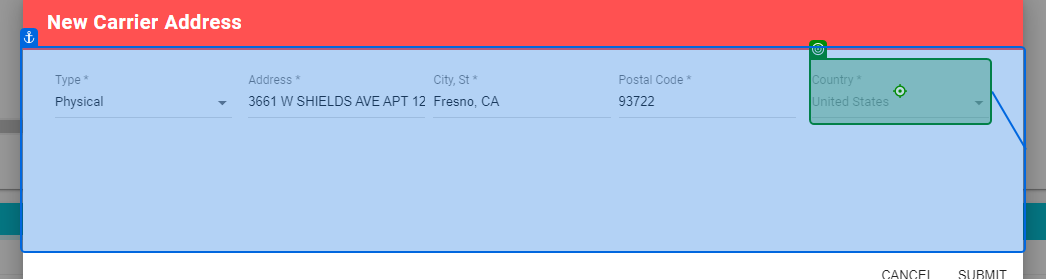 New Carrier Address
Type * Address * City, St * Postal Code * Country *
Physical 3661 W SHIELDS AVE APT 12 Fresno, CA 93722 United States
CANCEL SUBMIT